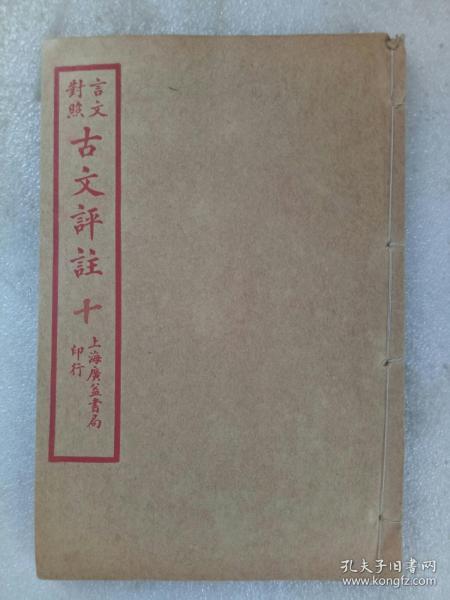 言文對照
古文評註 十
上海廣益書局
印行
孔夫子旧书网
www.kongfz.com